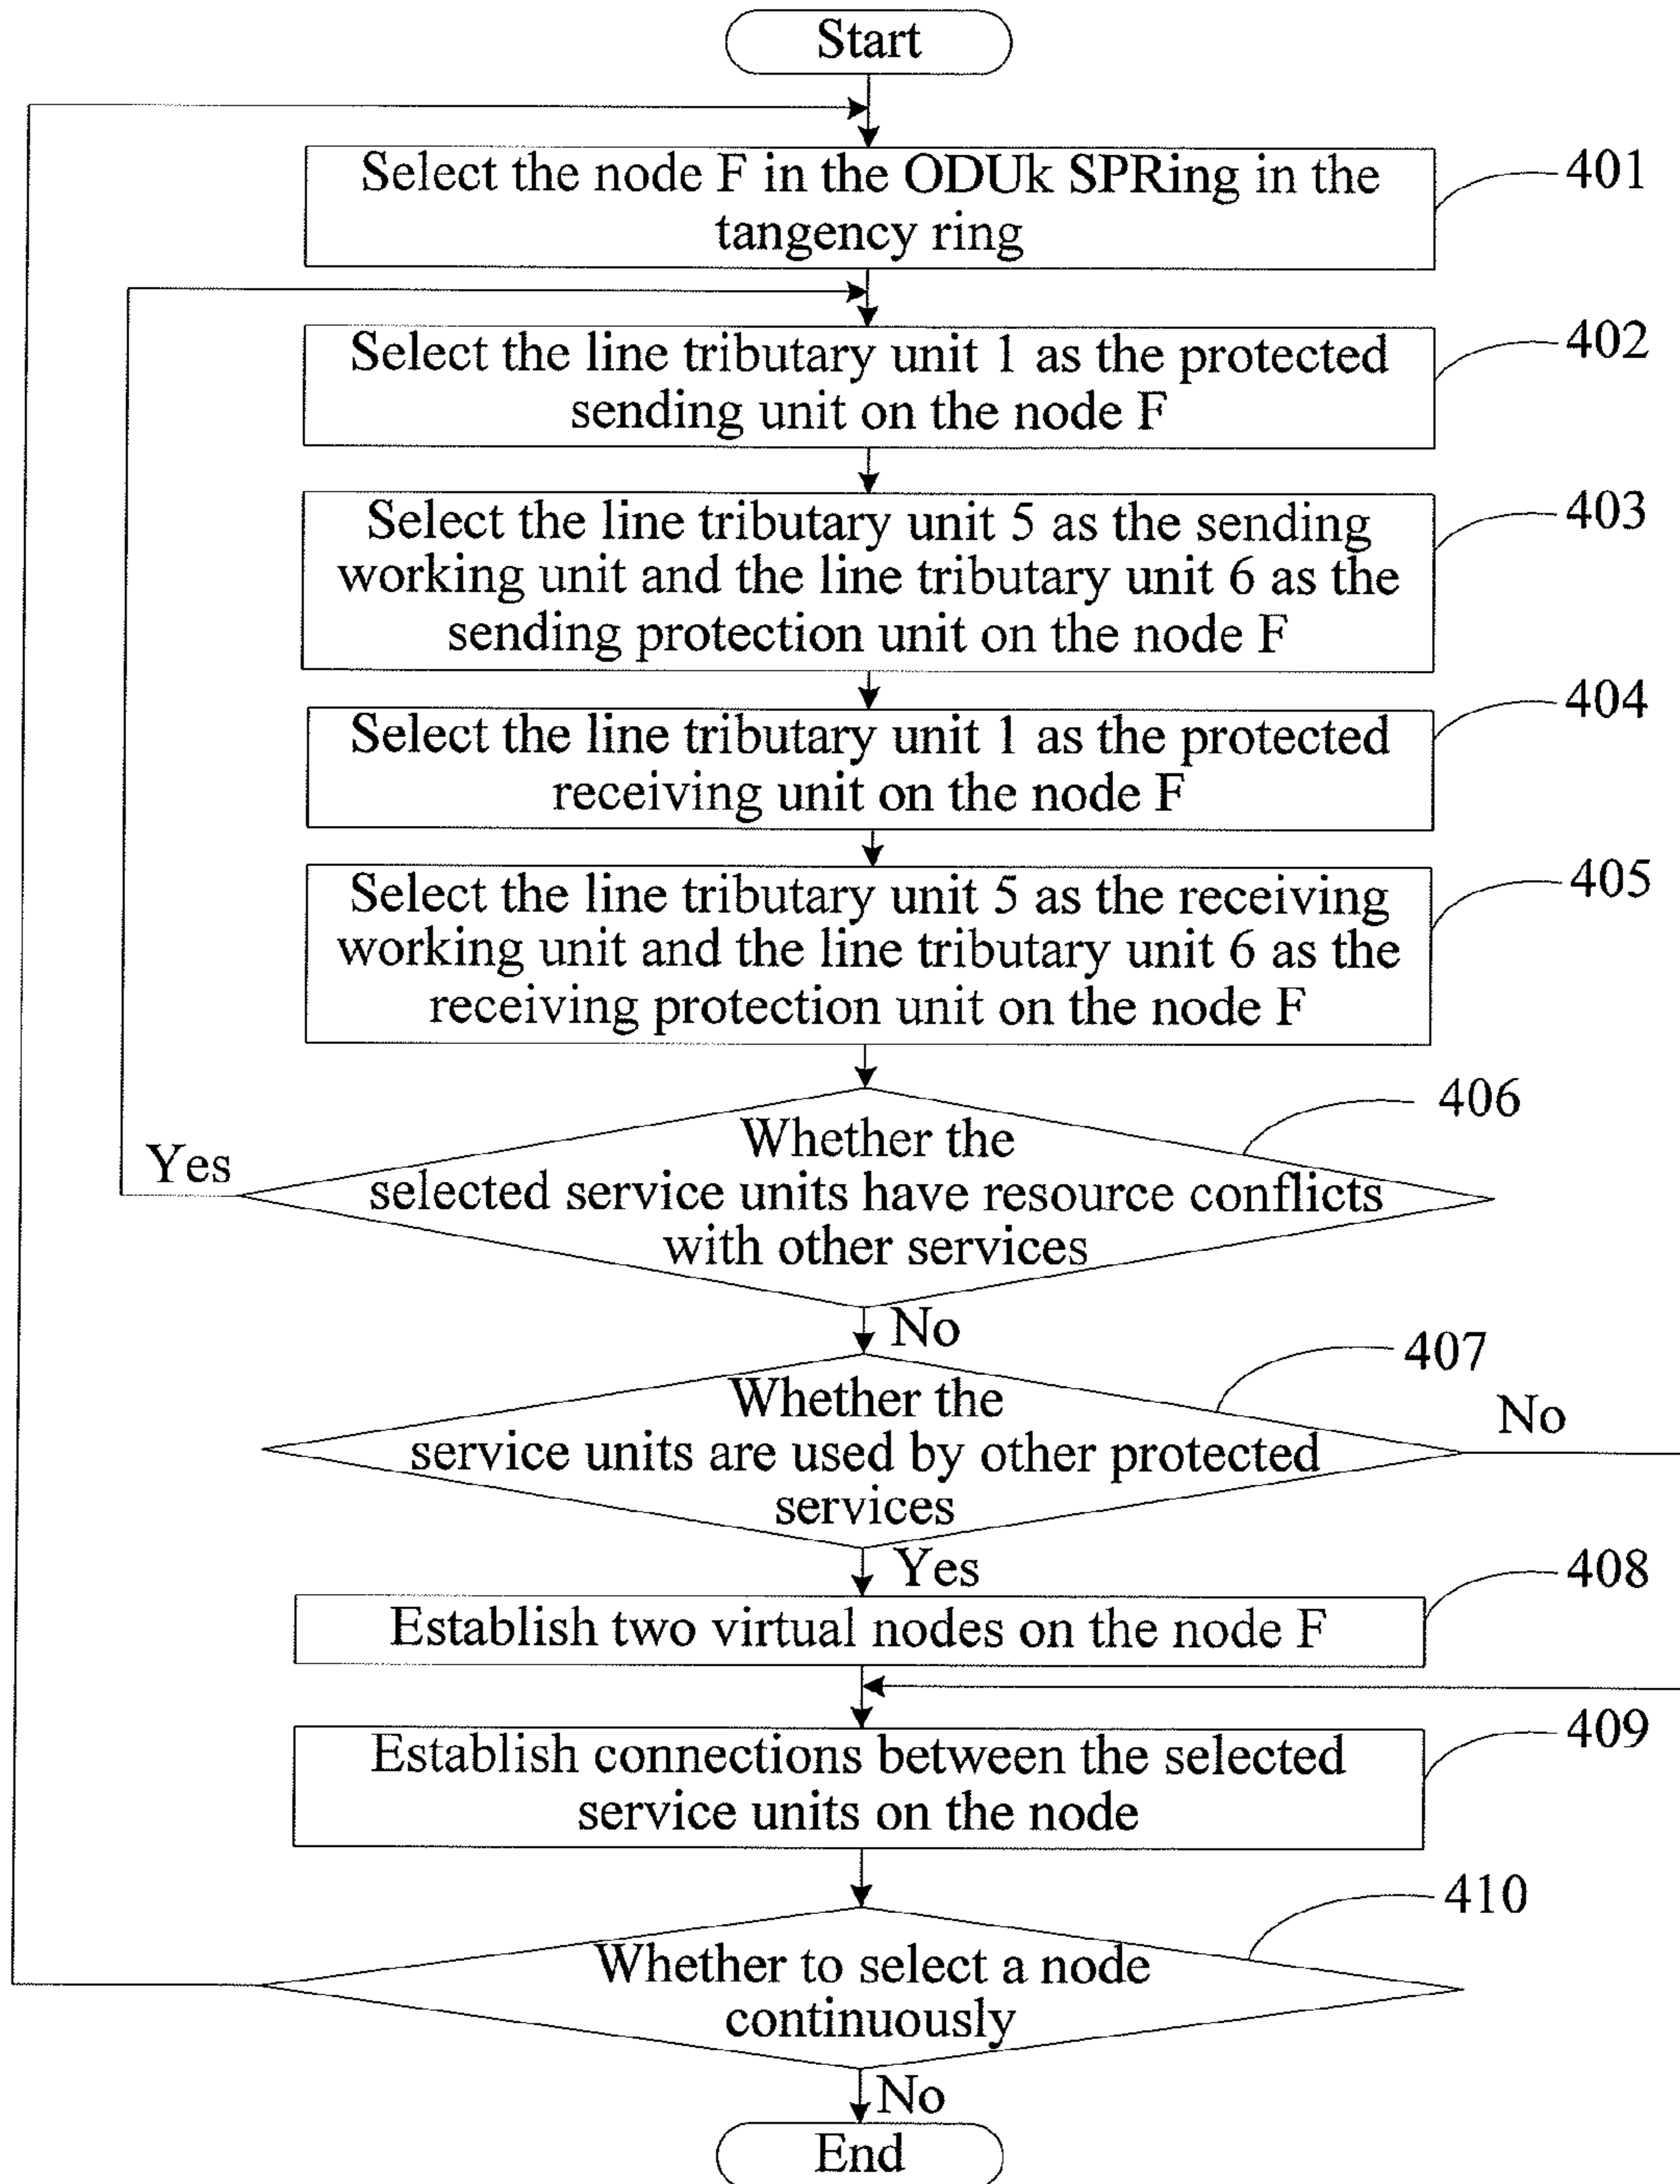 Start
Select the node F in the ODUk SPRing in the
tangency ring
401
Select the line tributary unit 1 as the protected
sending unit on the node F
402
Select the line tributary unit 5 as the sending
working unit and the line tributary unit 6 as the
sending protection unit on the node F
403
Select the line tributary unit 1 as the protected
receiving unit on the node F
404
Select the line tributary unit 5 as the receiving
working unit and the line tributary unit 6 as the
receiving protection unit on the node F
405
Whether the
selected service units have resource conflicts
with other services
406
Yes
No
Whether the
service units are used by other protected
services
407
No
Yes
Establish two virtual nodes on the node F
408
Establish connections between the selected
service units on the node
409
Whether to select a node
continuously
410
No
End